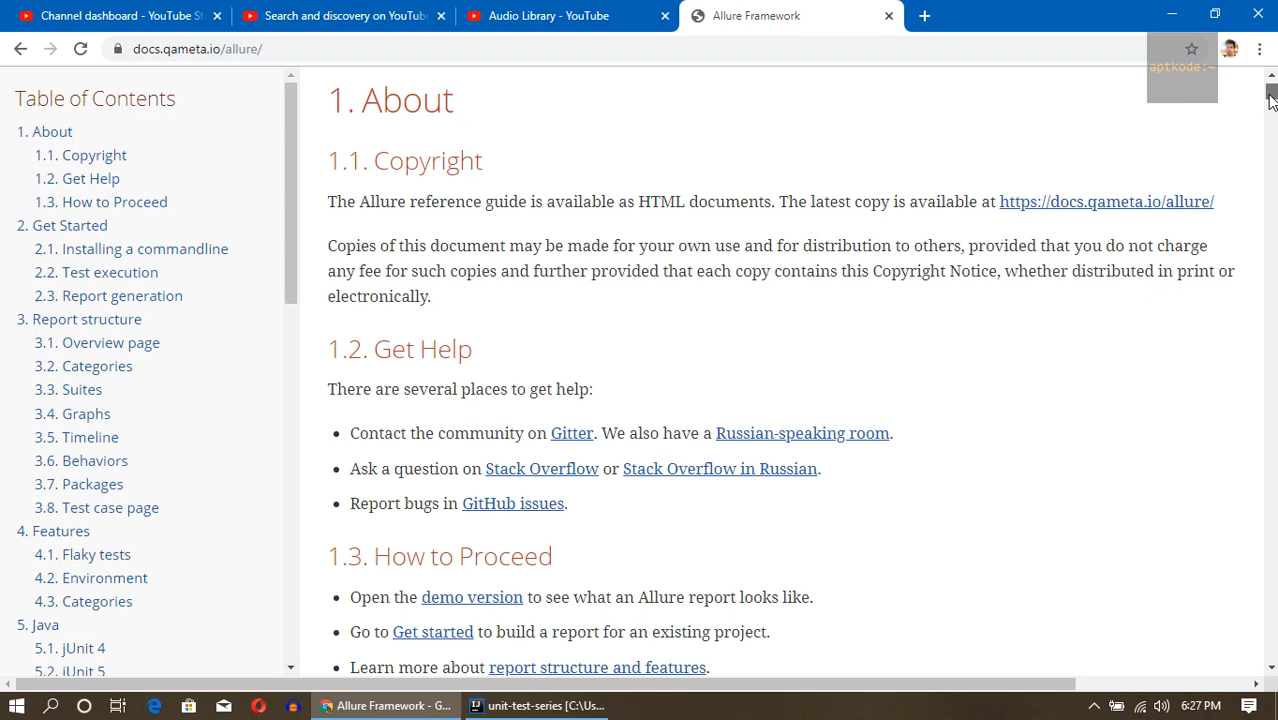 Channel dashboard - YouTube St
Search and discovery on YouTube
Audio Library - YouTube
Allure Framework
docs.qameta.io/allure/
aptkode:~
Table of Contents
1. About
1.1. Copyright
1.2. Get Help
1.3. How to Proceed
2. Get Started
2.1. Installing a commandline
2.2. Test execution
2.3. Report generation
3. Report structure
3.1. Overview page
3.2. Categories
3.3. Suites
3.4. Graphs
3.5. Timeline
3.6. Behaviors
3.7. Packages
3.8. Test case page
4. Features
4.1. Flaky tests
4.2. Environment
4.3. Categories
5. Java
5.1. jUnit 4
5.2. jUnit 5
1. About
1.1. Copyright
The Allure reference guide is available as HTML documents. The latest copy is available at https://docs.qameta.io/allure/
Copies of this document may be made for your own use and for distribution to others, provided that you do not charge
any fee for such copies and further provided that each copy contains this Copyright Notice, whether distributed in print or
electronically.
1.2. Get Help
There are several places to get help:
• Contact the community on Gitter. We also have a Russian-speaking room.
• Ask a question on Stack Overflow or Stack Overflow in Russian.
• Report bugs in GitHub issues.
1.3. How to Proceed
• Open the demo version to see what an Allure report looks like.
• Go to Get started to build a report for an existing project.
• Learn more about report structure and features.
Allure Framework - G...
unit-test-series [C:\Us...
6:27 PM